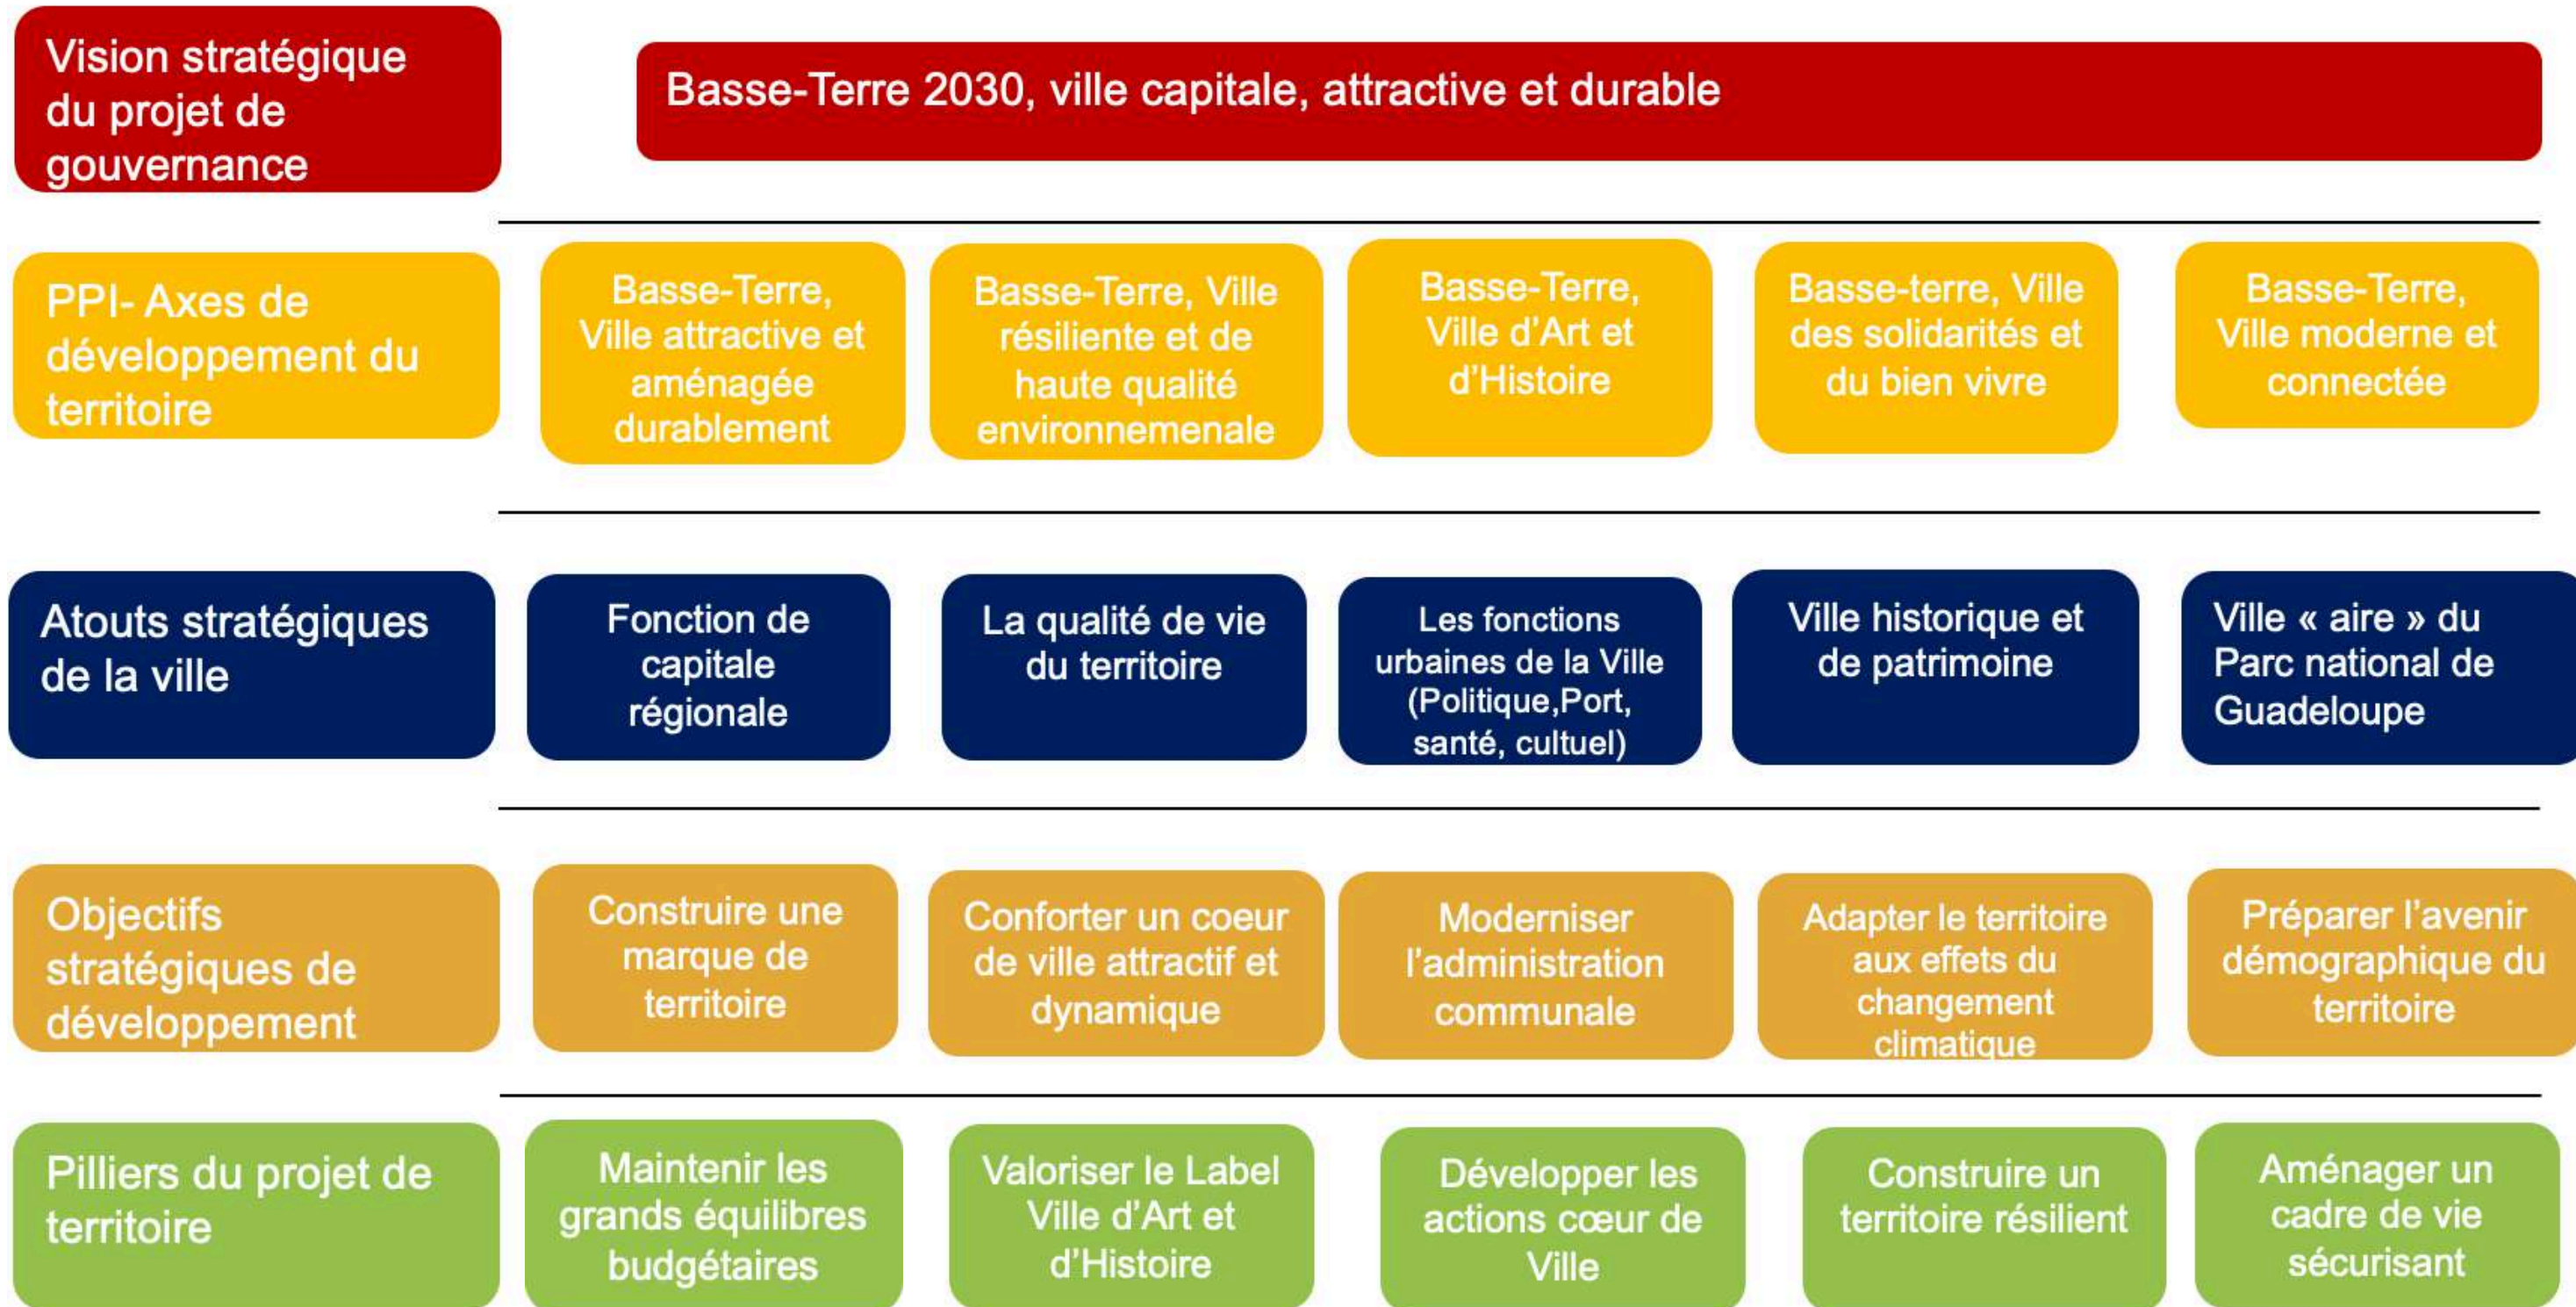 Vision stratégique
du projet de
gouvernance
Basse-Terre 2030, ville capitale, attractive et durable
PPI- Axes de
développement du
territoire
Basse-Terre,
Ville attractive et
aménagée
durablement
Basse-Terre, Ville
résiliente et de
haute qualité
environnemenale
Basse-Terre,
Ville d’Art et
d’Histoire
Basse-terre, Ville
des solidarités et
du bien vivre
Basse-Terre,
Ville moderne et
connectée
Atouts stratégiques
de la ville
Fonction de
capitale
régionale
La qualité de vie
du territoire
Les fonctions
urbaines de la Ville
(Politique,Port,
santé, cultuel)
Ville historique et
de patrimoine
Ville « aire » du
Parc national de
Guadeloupe
Objectifs
stratégiques de
développement
Construire une
marque de
territoire
Conforter un coeur
de ville attractif et
dynamique
Moderniser
l’administration
communale
Adapter le territoire
aux effets du
changement
climatique
Préparer l’avenir
démographique du
territoire
Pilliers du projet de
territoire
Maintenir les
grands équilibres
budgétaires
Valoriser le Label
Ville d’Art et
d’Histoire
Développer les
actions cœur de
Ville
Construire un
territoire résilient
Aménager un
cadre de vie
sécurisant